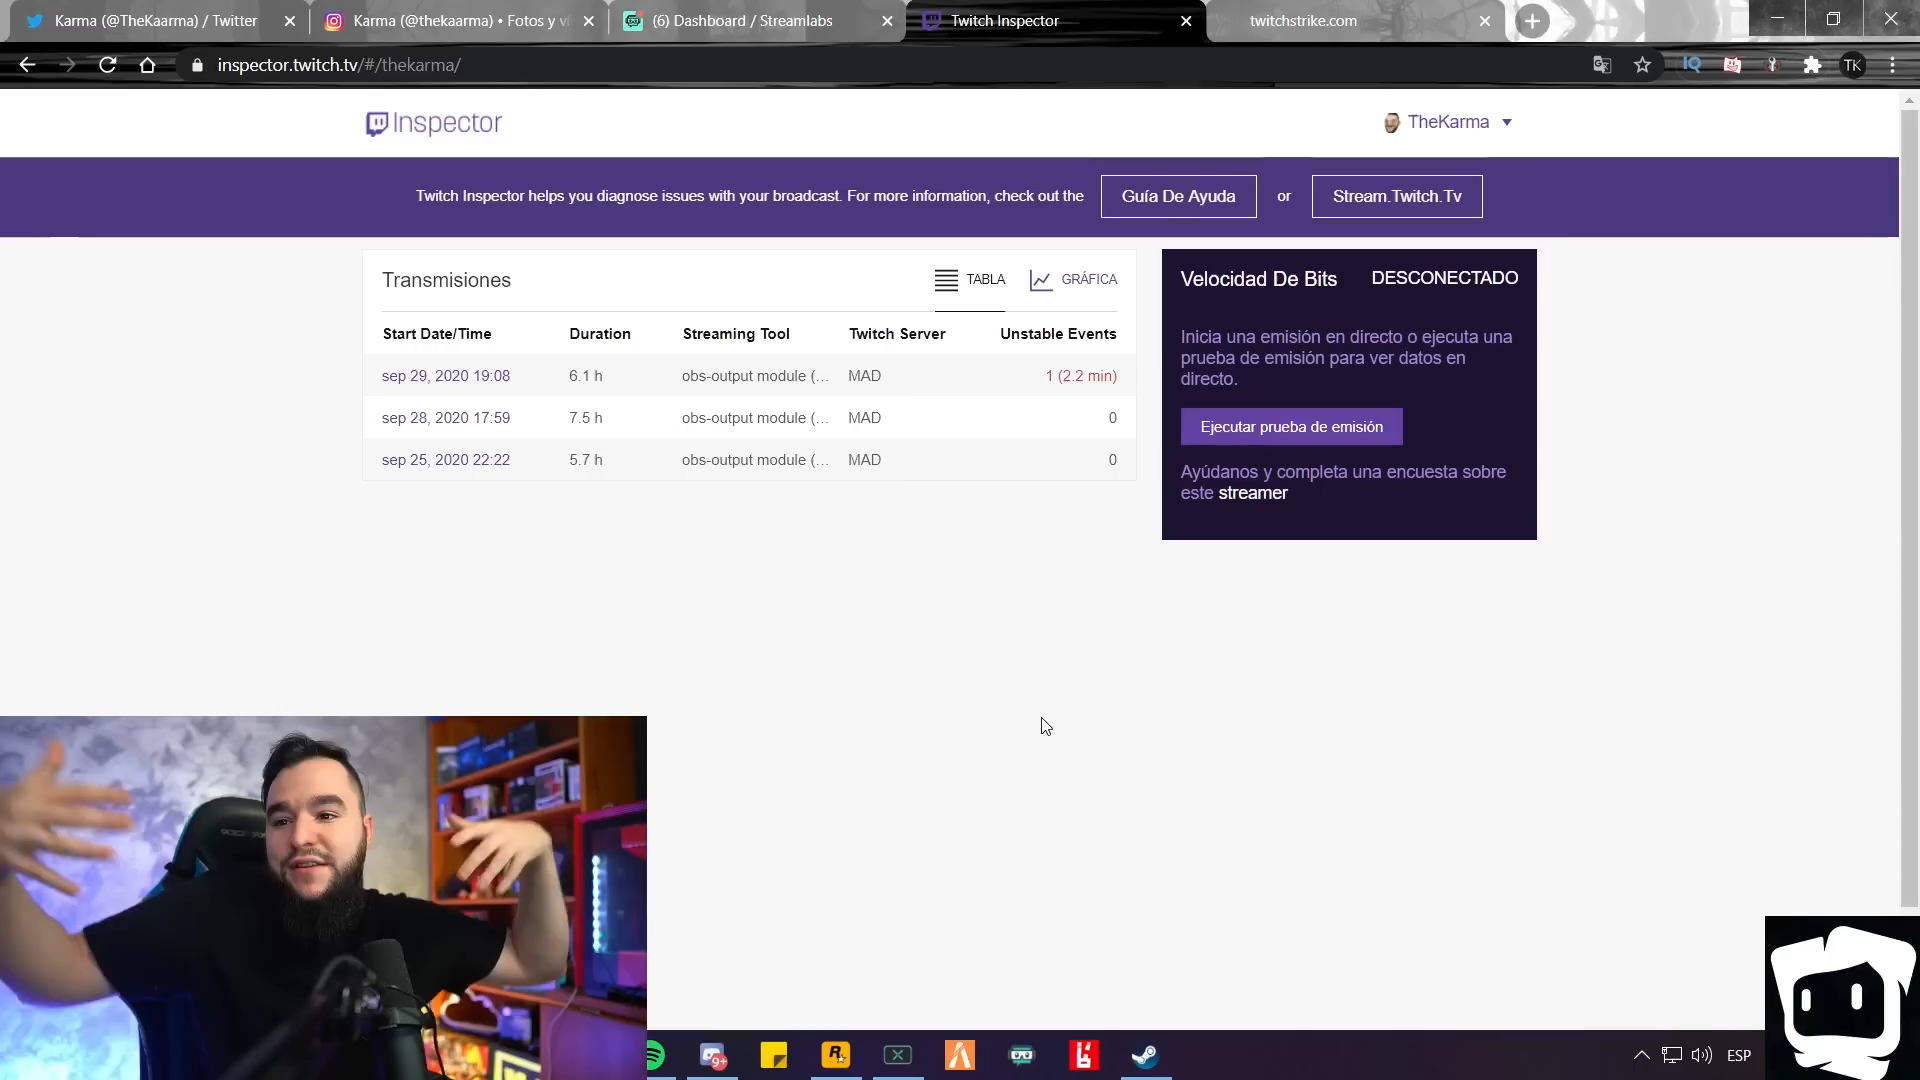 Karma (@TheKaarma) / Twitter
Karma (@thekaarma) • Fotos y vi
(6) Dashboard / Streamlabs
Twitch Inspector
twitchstrike.com
inspector.twitch.tv/#/thekarma/
IQ
TK
Inspector
TheKarma
Twitch Inspector helps you diagnose issues with your broadcast. For more information, check out the
Guía De Ayuda
or
Stream.Twitch.Tv
Transmisiones
TABLA
GRÁFICA
Start Date/Time Duration Streaming Tool Twitch Server Unstable Events
sep 29, 2020 19:08 6.1 h obs-output module (... MAD 1 (2.2 min)
sep 28, 2020 17:59 7.5 h obs-output module (... MAD 0
sep 25, 2020 22:22 5.7 h obs-output module (... MAD 0
Velocidad De Bits
DESCONECTADO
Inicia una emisión en directo o ejecuta una
prueba de emisión para ver datos en
directo.
Ejecutar prueba de emisión
Ayúdanos y completa una encuesta sobre
este streamer
9+
ESP